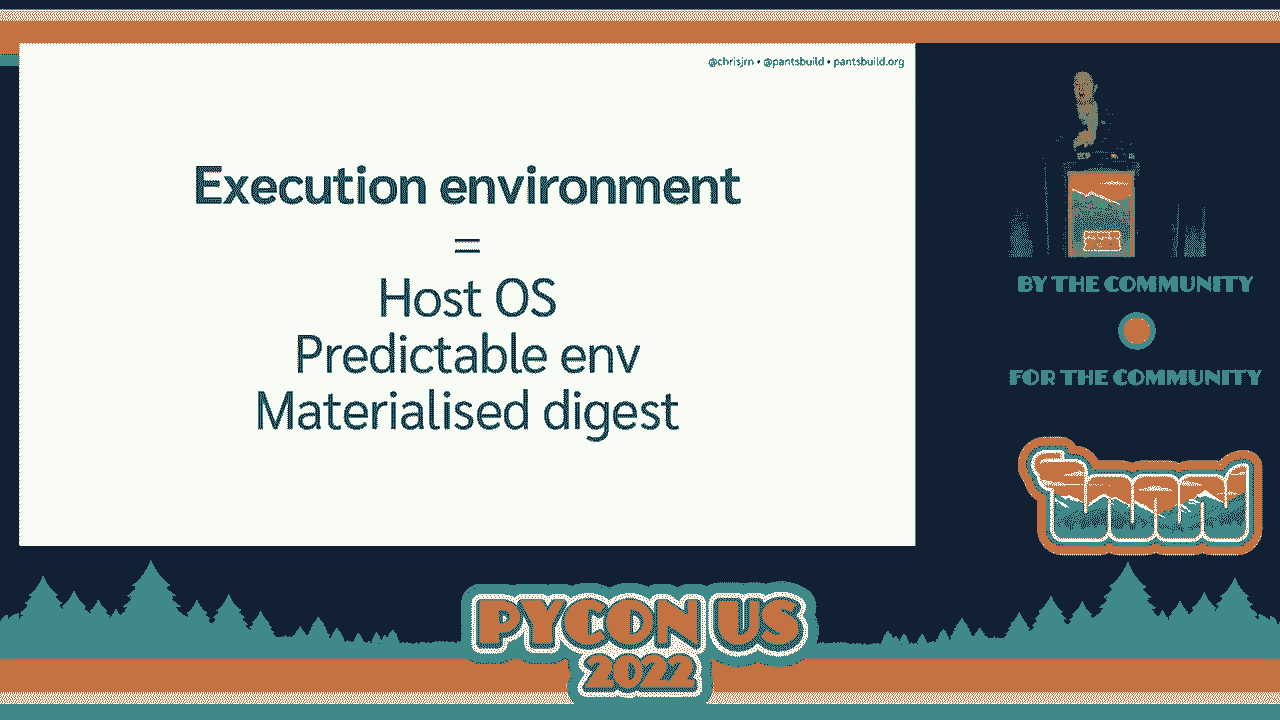 @chrisjrn • @pantsbuild • pantsbuild.org
Execution environment
=
Host OS
Predictable env
Materialised digest
BY THE COMMUNITY
FOR THE COMMUNITY
PYCON US
2022